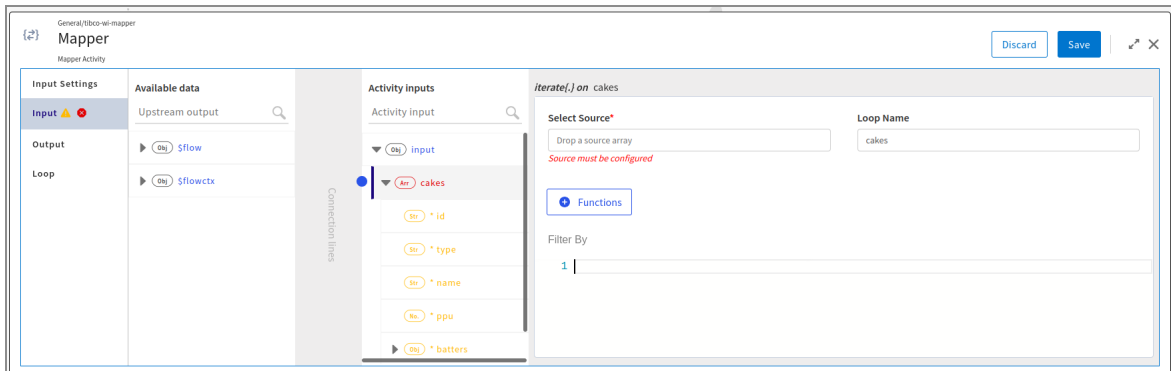 General/tibco-wi-mapper
Mapper
Mapper Activity
Discard
Save
Input Settings
Input
Output
Loop
Available data
Upstream output
Obj $flow
Obj $flowctx
Connection lines
Activity inputs
Activity input
Obj input
Arr cakes
Str * id
Str * type
Str * name
No. * ppu
Obj * batters
iterate(.) on cakes
Select Source*
Drop a source array
Source must be configured
Loop Name
cakes
Functions
Filter By
1